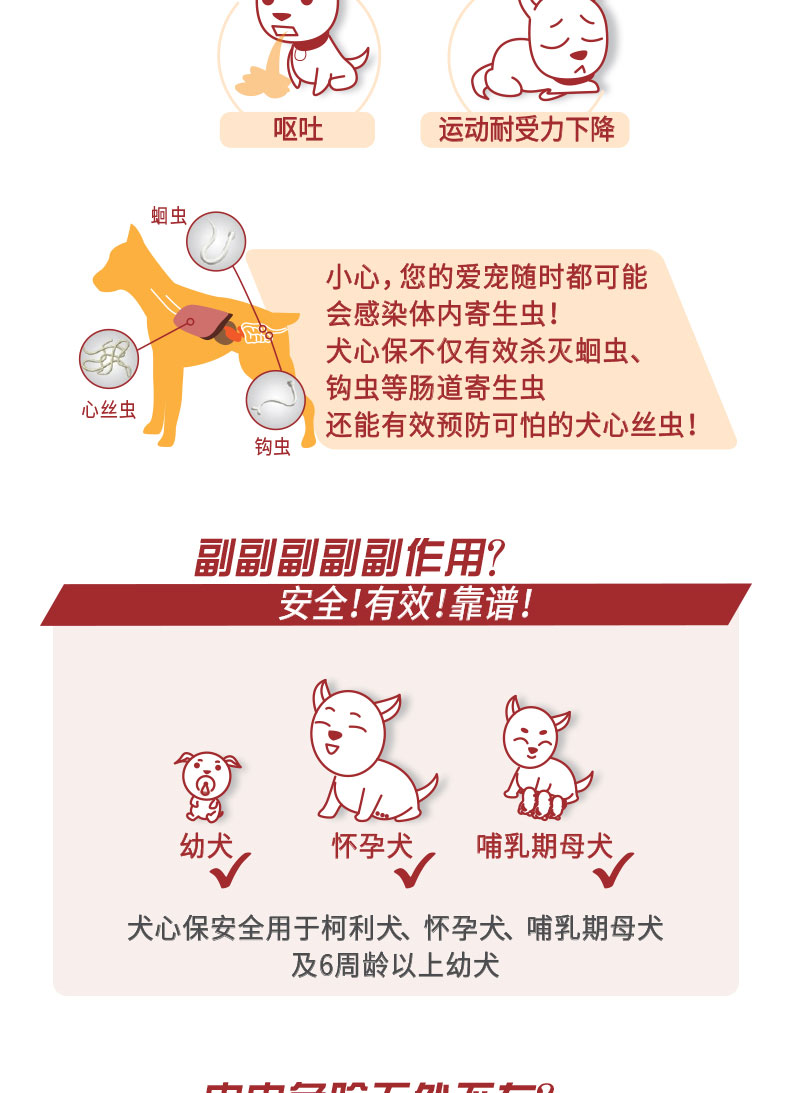 呕吐
运动耐受力下降
蛔虫
心丝虫
钩虫
小心，您的爱宠随时都可能
会感染体内寄生虫！
犬心保不仅有效杀灭蛔虫、
钩虫等肠道寄生虫
还能有效预防可怕的犬心丝虫！
副副副副副作用?
安全！有效！靠谱！
幼犬
怀孕犬
哺乳期母犬
犬心保安全用于柯利犬、怀孕犬、哺乳期母犬
及6周龄以上幼犬